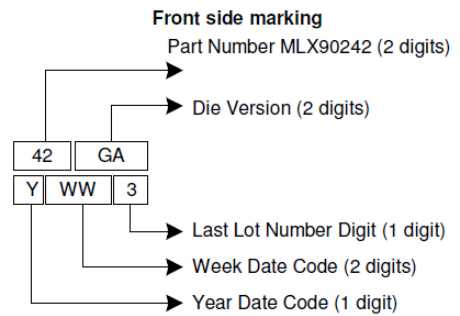 Front side marking
Part Number MLX90242 (2 digits)
Die Version (2 digits)
42 GA
Y WW 3
Last Lot Number Digit (1 digit)
Week Date Code (2 digits)
Year Date Code (1 digit)